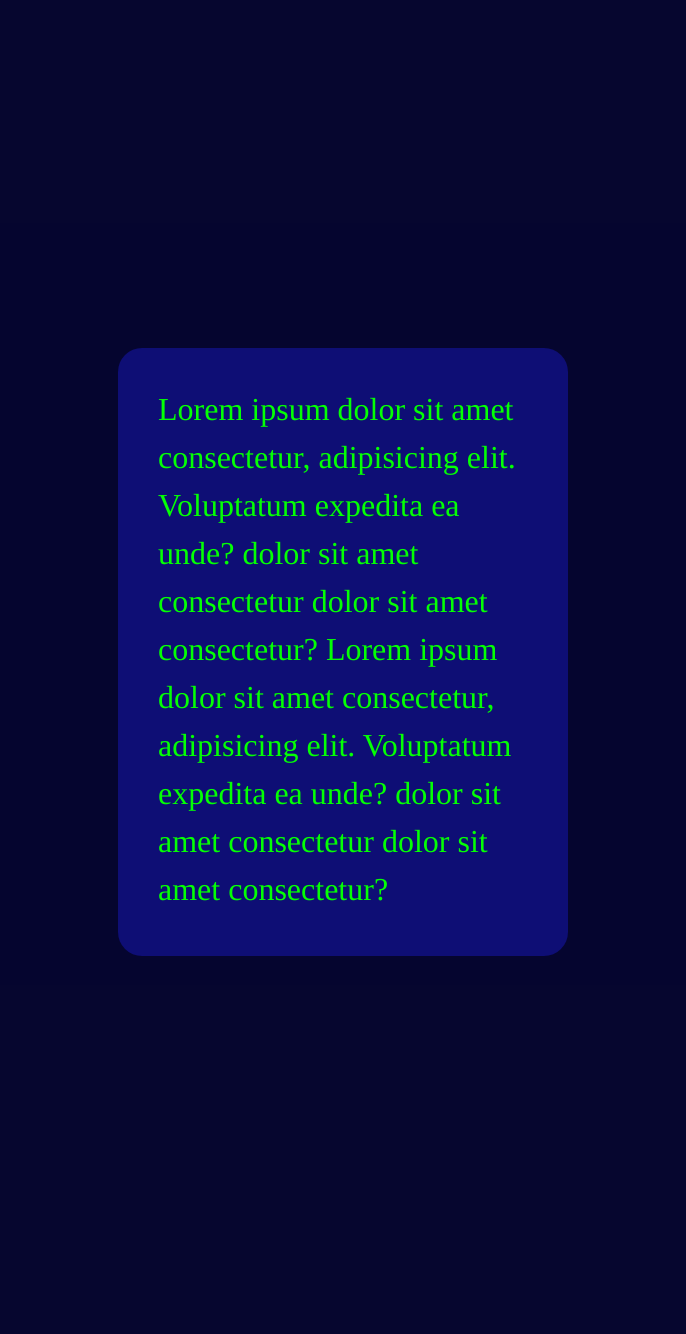 Lorem ipsum dolor sit amet
consectetur, adipisicing elit.
Voluptatum expedita ea
unde? dolor sit amet
consectetur dolor sit amet
consectetur? Lorem ipsum
dolor sit amet consectetur,
adipisicing elit. Voluptatum
expedita ea unde? dolor sit
amet consectetur dolor sit
amet consectetur?